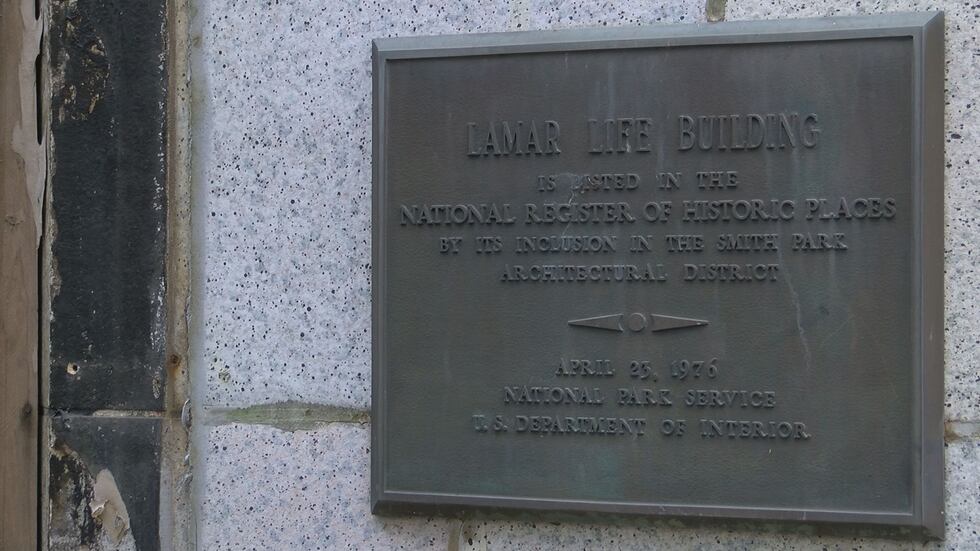 LAMAR LIFE BUILDING
IS LISTED IN THE
NATIONAL REGISTER OF HISTORIC PLACES
BY ITS INCLUSION IN THE SMITH PARK
ARCHITECTURAL DISTRICT
APRIL 23, 1976
NATIONAL PARK SERVICE
U.S. DEPARTMENT OF INTERIOR